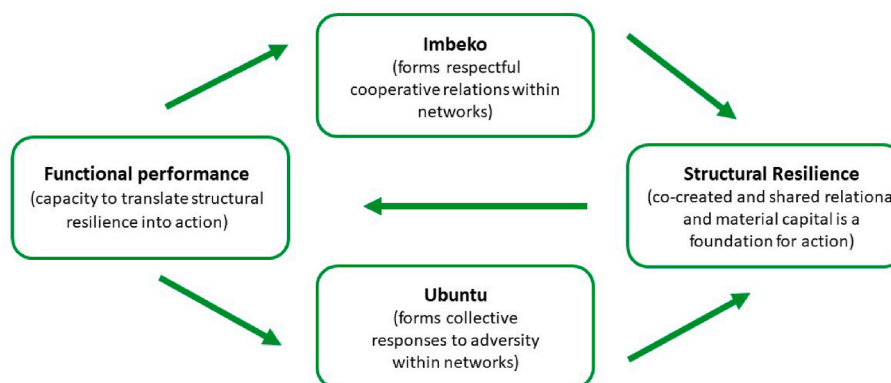 Imbeko
(forms respectful
cooperative relations within
networks)
Functional performance
(capacity to translate structural
resilience into action)
Structural Resilience
(co-created and shared relationa
and material capital is a
foundation for action)
Ubuntu
(forms collective
responses to adversity
within networks)